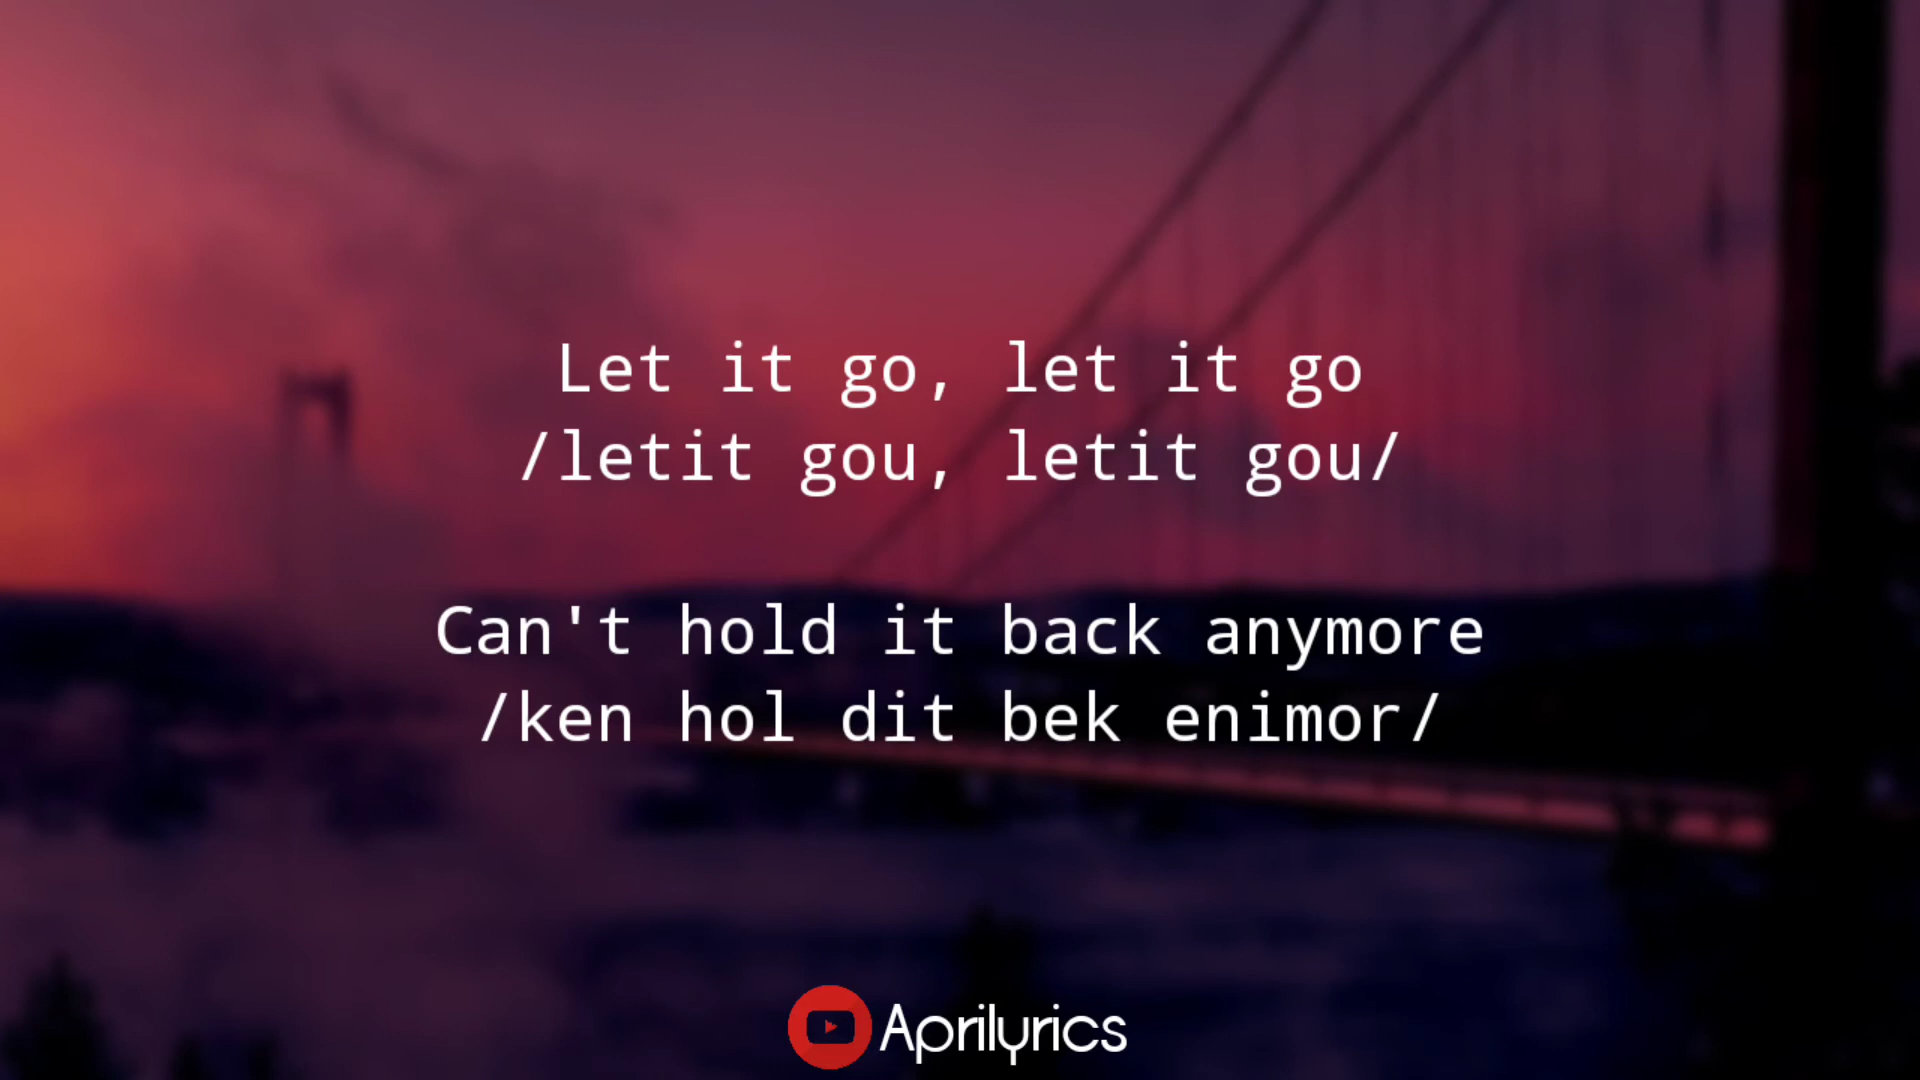 Let it go, let it go
/letit gou, letit gou/
Can't hold it back anymore
/ken hol dit bek enimor/
Aprilyrics